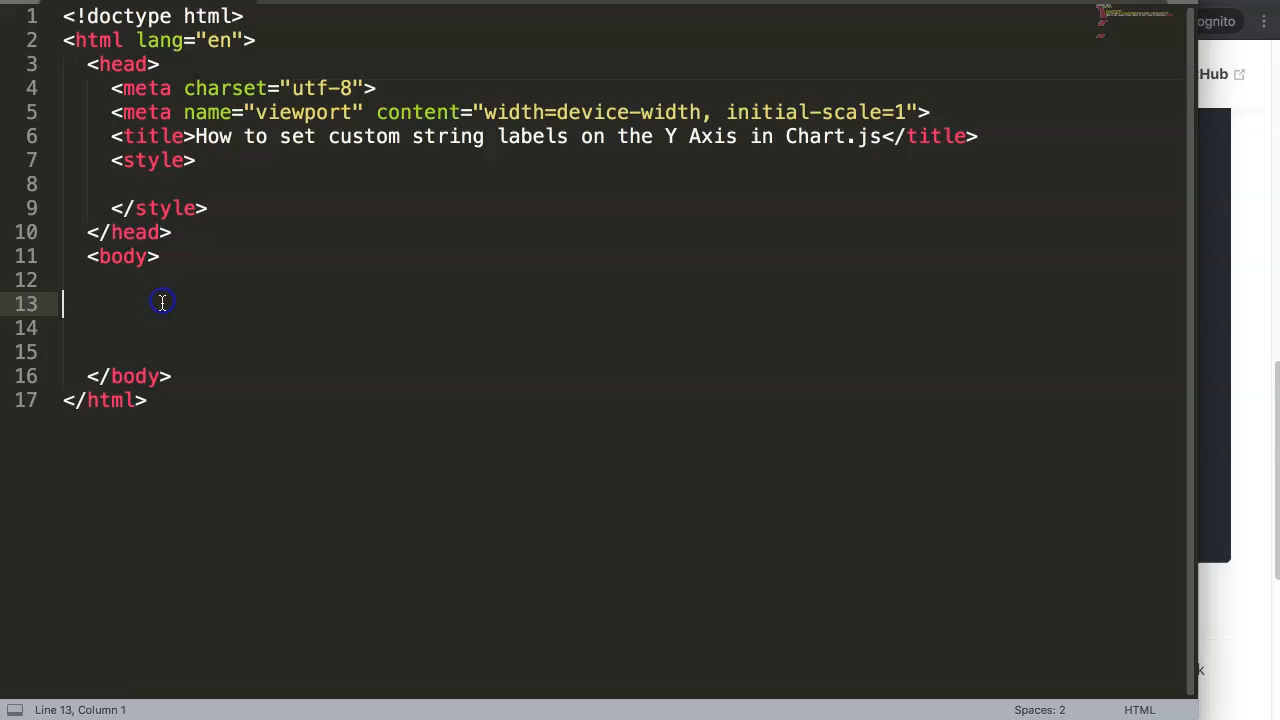 1 <!doctype html>
2 <html lang="en">
3 <head>
4 <meta charset="utf-8">
5 <meta name="viewport" content="width=device-width, initial-scale=1">
6 <title>How to set custom string labels on the Y Axis in Chart.js</title>
7 <style>
8
9 </style>
10 </head>
11 <body>
12
13
14
15
16 </body>
17 </html>
ognito
Hub
k
Line 13, Column 1
Spaces: 2
HTML